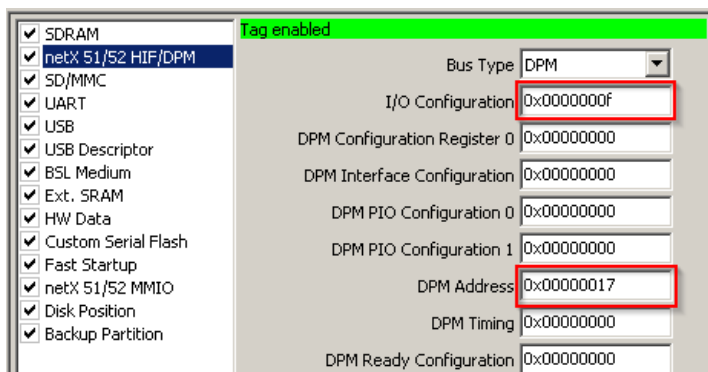 SDRAM
netX 51/52 HIF/DPM
SD/MMC
UART
USB
USB Descriptor
BSL Medium
Ext. SRAM
HW Data
Custom Serial Flash
Fast Startup
netX 51/52 MMIO
Disk Position
Backup Partition
Tag enabled
Bus Type DPM
I/O Configuration 0x0000000f
DPM Configuration Register 0 0x00000000
DPM Interface Configuration 0x00000000
DPM PIO Configuration 0 0x00000000
DPM PIO Configuration 1 0x00000000
DPM Address 0x00000017
DPM Timing 0x00000000
DPM Ready Configuration 0x00000000